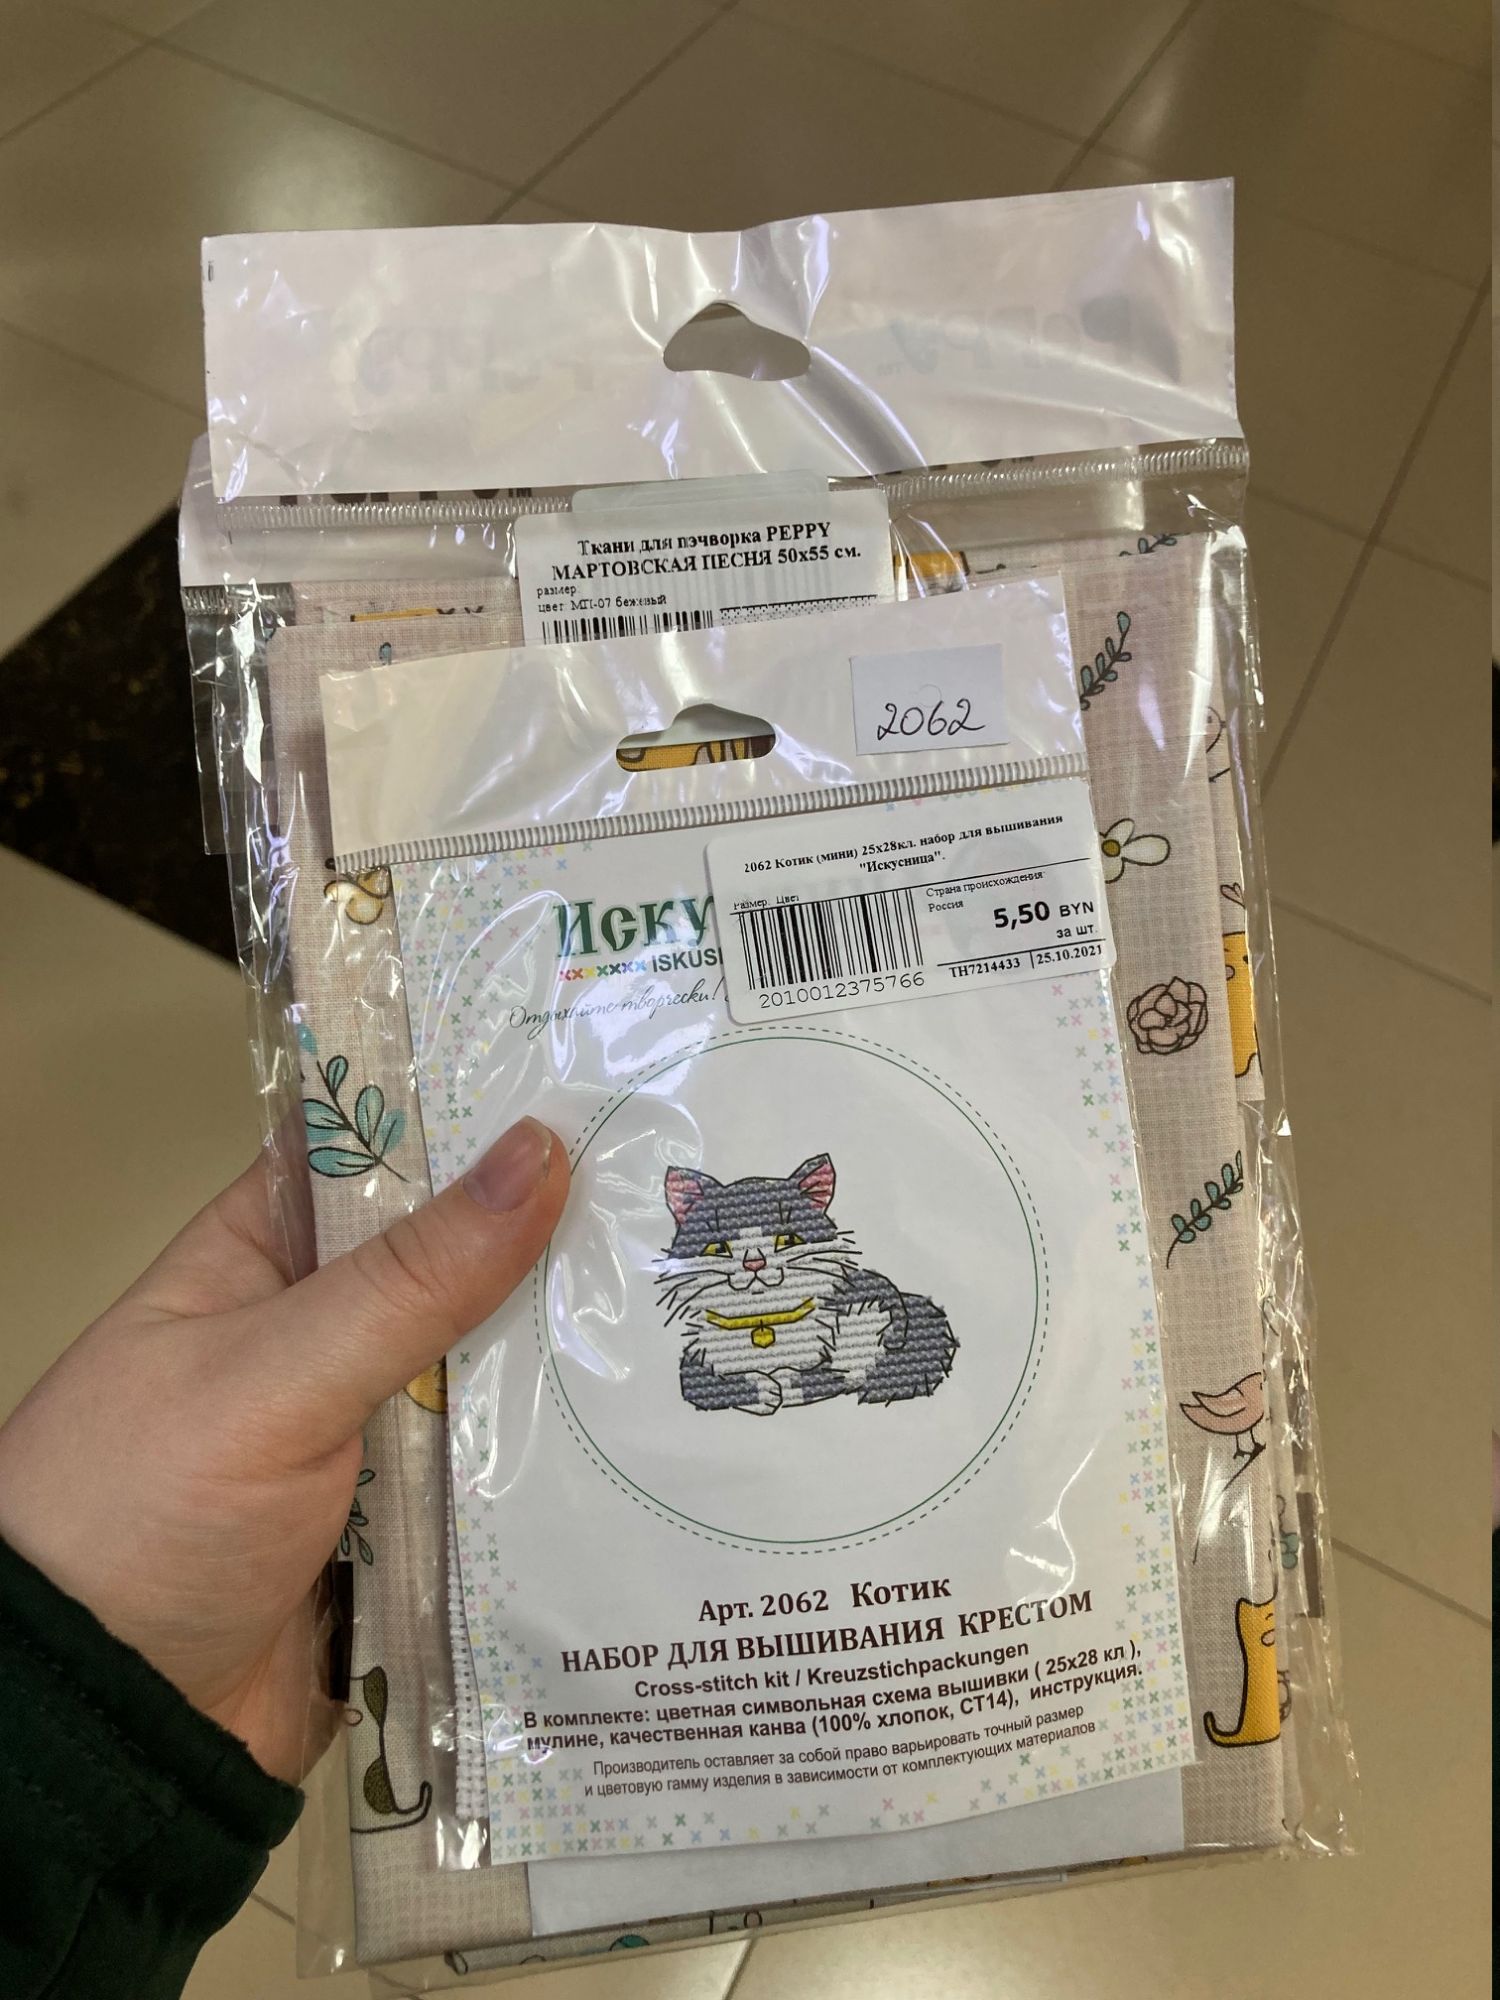 Ткани для пэчворка PEPPY
МАРТОВСКАЯ ПЕСНЯ 50х55 см.
размер
цвет МП-07 бежевый
2062
2062 Котик (мини) 25х28кл. набор для вышивания
"Искусница".
Размер. Цвет
Страна происхождения
Россия
5,50 BYN
за шт.
ТН7214433 25.10.2021
2010012375766
Иску
ISKUS
Отдыхайте творчески!
Арт. 2062 Котик
НАБОР ДЛЯ ВЫШИВАНИЯ КРЕСТОМ
Cross-stitch kit / Kreuzstichpackungen
В комплекте: цветная символьная схема вышивки ( 25х28 кл ),
мулине, качественная канва (100% хлопок, СТ14), инструкция.
Производитель оставляет за собой право варьировать точный размер
и цветовую гамму изделия в зависимости от комплектующих материалов